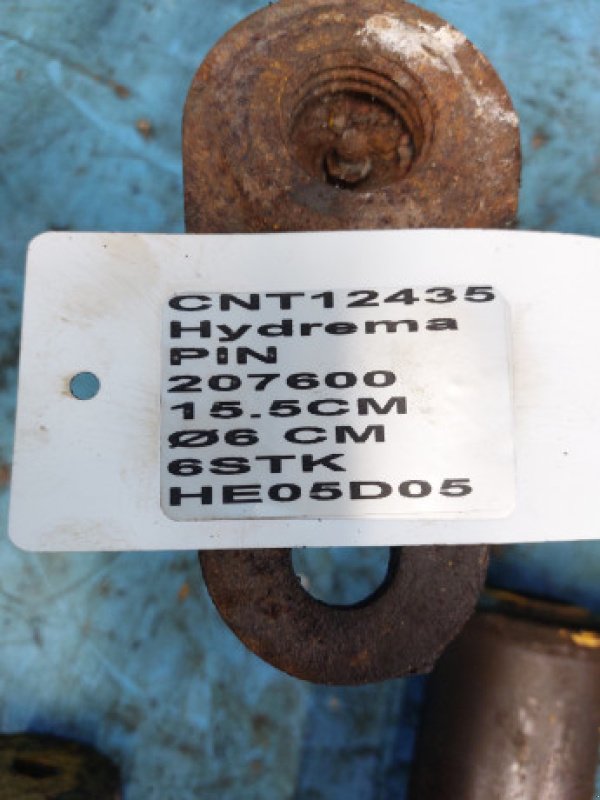 CNT12435
Hydrema
PIN
207600
15.5CM
Ø6 CM
6STK
HE05D05